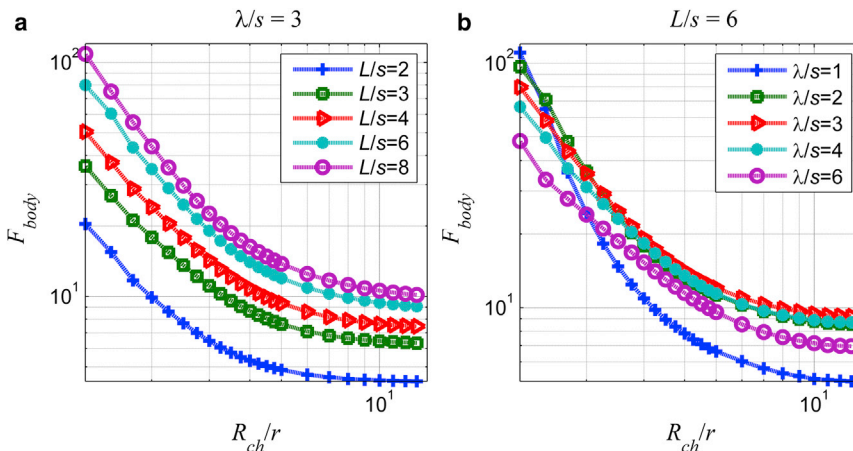 a
λ/s = 3
10²
10¹
F_body
L/s=2
L/s=3
L/s=4
L/s=6
L/s=8
10¹
R_ch/r
b
L/s = 6
10²
10¹
F_body
λ/s=1
λ/s=2
λ/s=3
λ/s=4
λ/s=6
10¹
R_ch/r